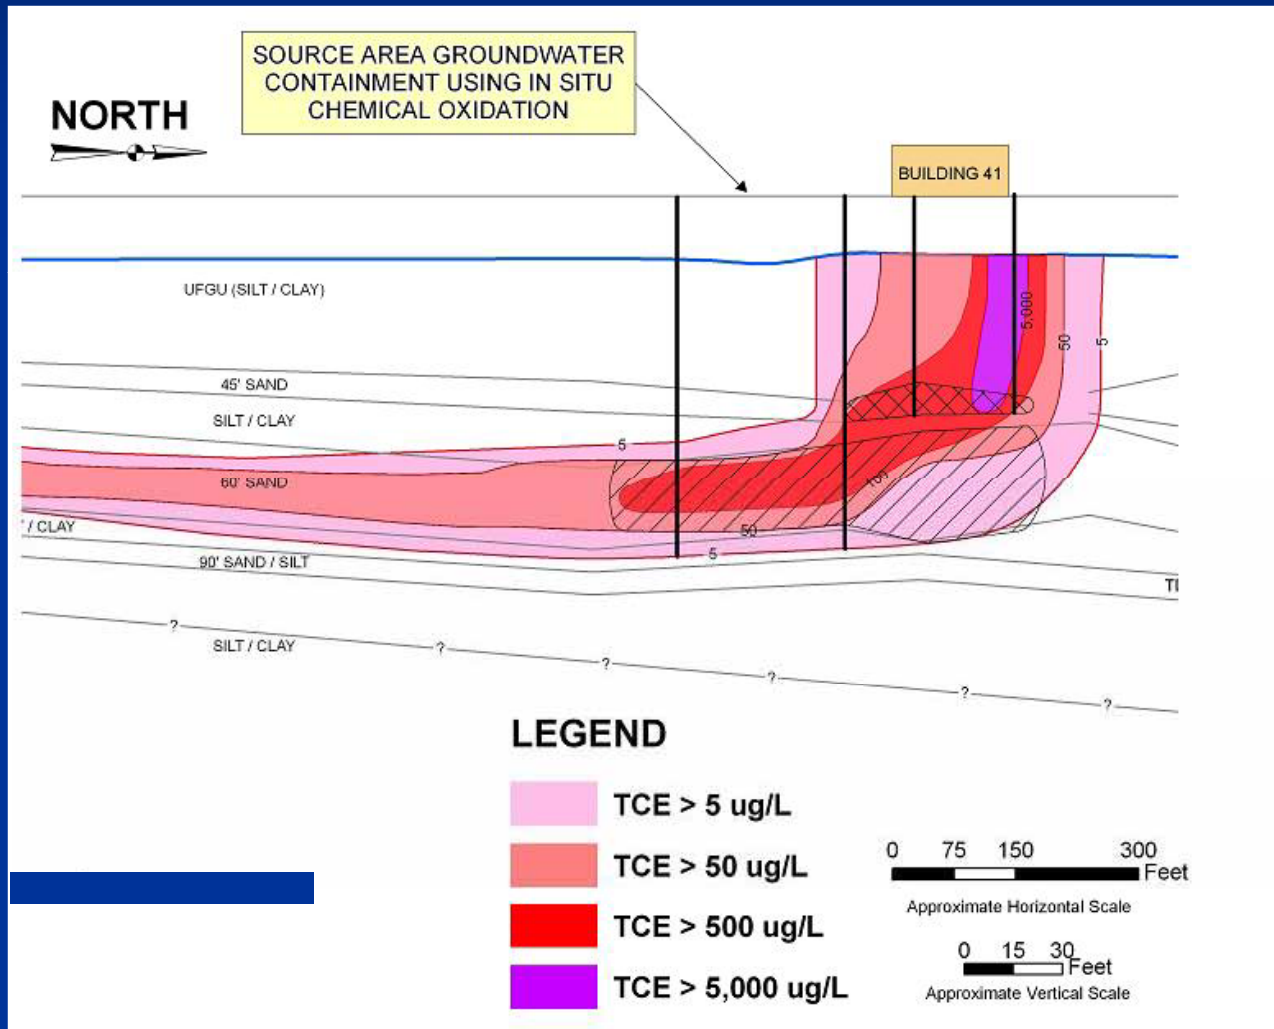 SOURCE AREA GROUNDWATER
CONTAINMENT USING IN SITU
CHEMICAL OXIDATION
NORTH
BUILDING 41
UFGU (SILT / CLAY)
5,000
50
5
45' SAND
SILT / CLAY
5
60' SAND
50
/ CLAY
5
90' SAND / SILT
?
SILT / CLAY
?
?
?
?
?
LEGEND
TCE > 5 ug/L
TCE > 50 ug/L
TCE > 500 ug/L
TCE > 5,000 ug/L
0 75 150 300
Feet
Approximate Horizontal Scale
0 15 30
Feet
Approximate Vertical Scale